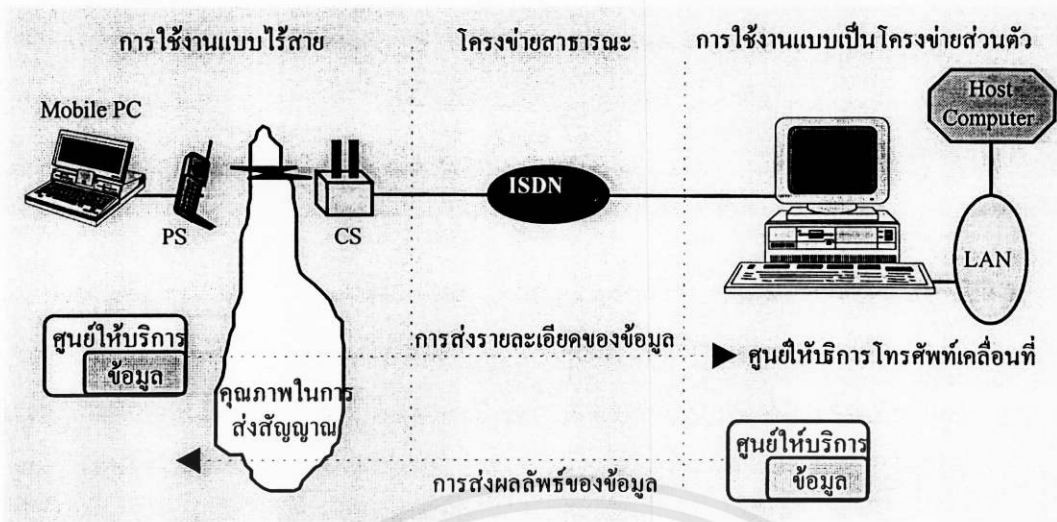 การใช้งานแบบไร้สาย
โครงข่ายสาธารณะ
การใช้งานแบบเป็นโครงข่ายส่วนตัว
Mobile PC
PS
CS
ISDN
Host
Computer
LAN
ศูนย์ให้บริการ
ข้อมูล
คุณภาพในการ
ส่งสัญญาณ
การส่งรายละเอียดของข้อมูล
ศูนย์ให้บริการโทรศัพท์เคลื่อนที่
การส่งผลลัพธ์ของข้อมูล
ศูนย์ให้บริการ
ข้อมูล